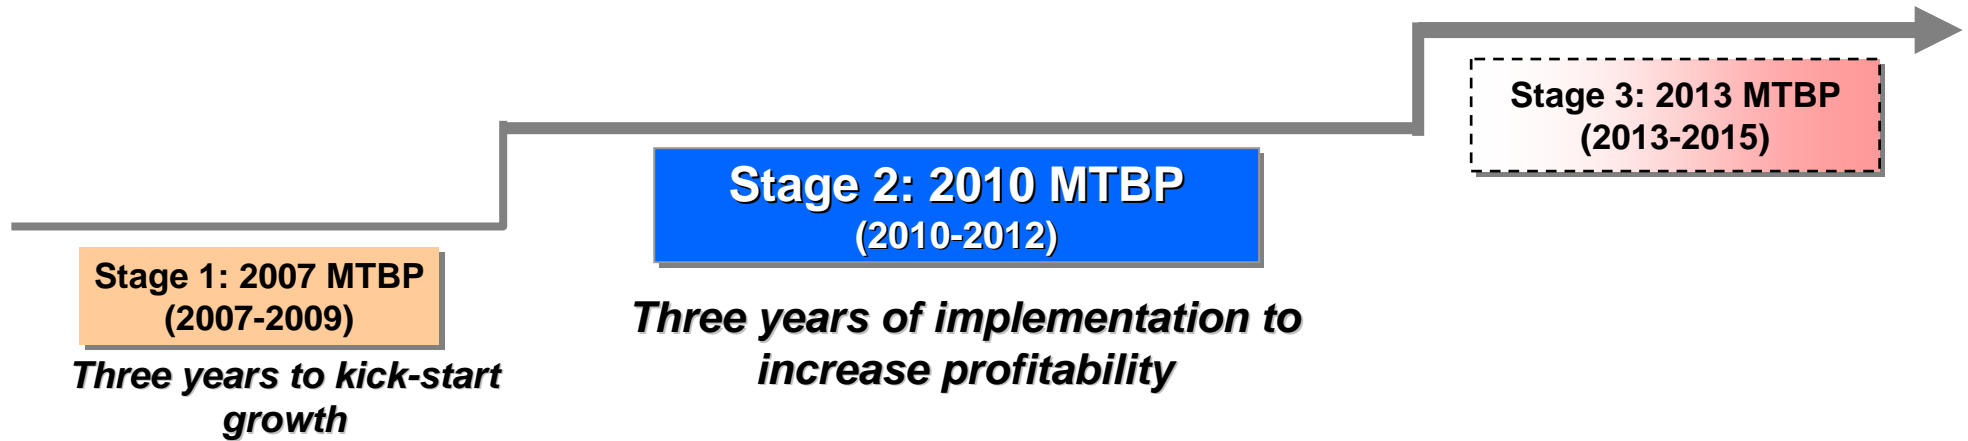 Stage 1: 2007 MTBP
(2007-2009)
Three years to kick-start
growth
Stage 2: 2010 MTBP
(2010-2012)
Three years of implementation to
increase profitability
Stage 3: 2013 MTBP
(2013-2015)